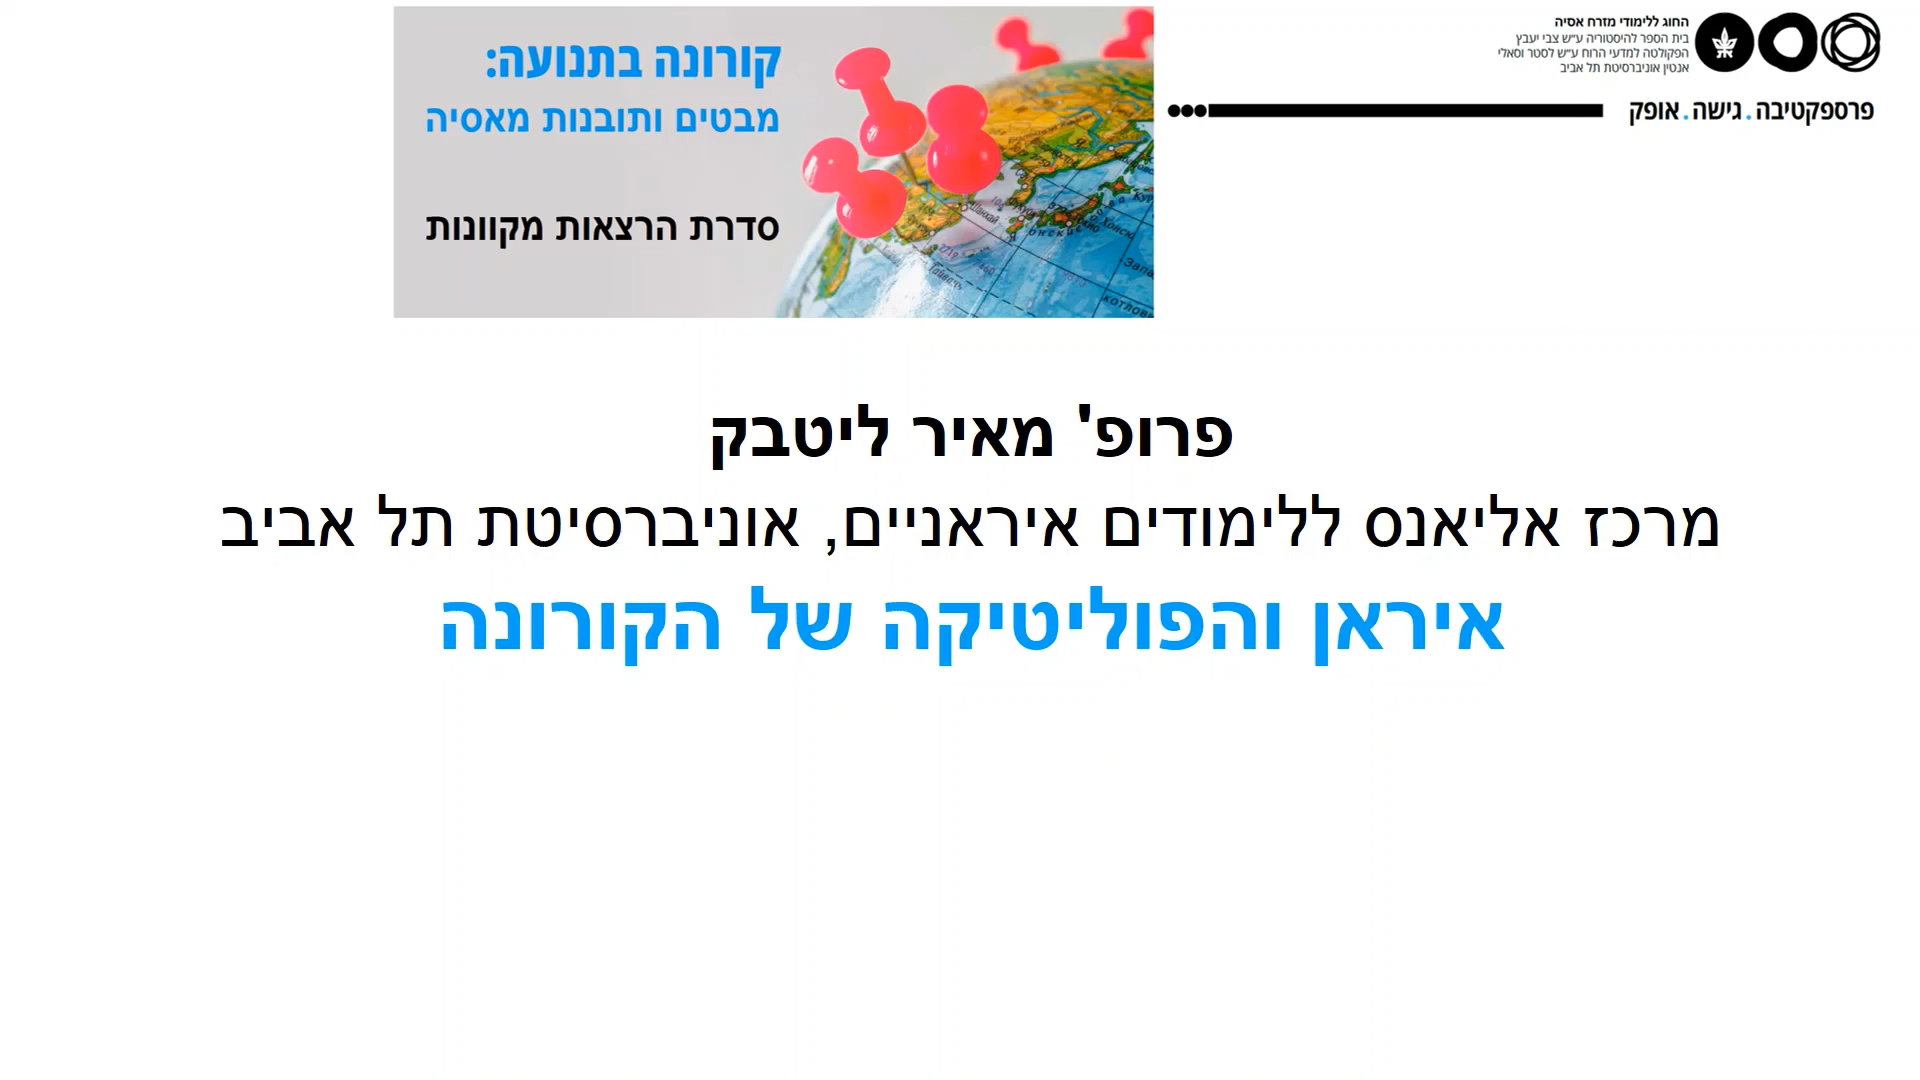 החוג ללימודי מזרח אסיה
בית הספר להיסטוריה ע״ש צבי יעבץ
הפקולטה למדעי הרוח ע״ש לסטר וסאלי
אנטין אוניברסיטת תל אביב
פרספקטיבה.גישה.אופק
קורונה בתנועה:
מבטים ותובנות מאסיה
סדרת הרצאות מקוונות
פרופ' מאיר ליטבק
מרכז אליאנס ללימודים איראניים, אוניברסיטת תל אביב
איראן והפוליטיקה של הקורונה